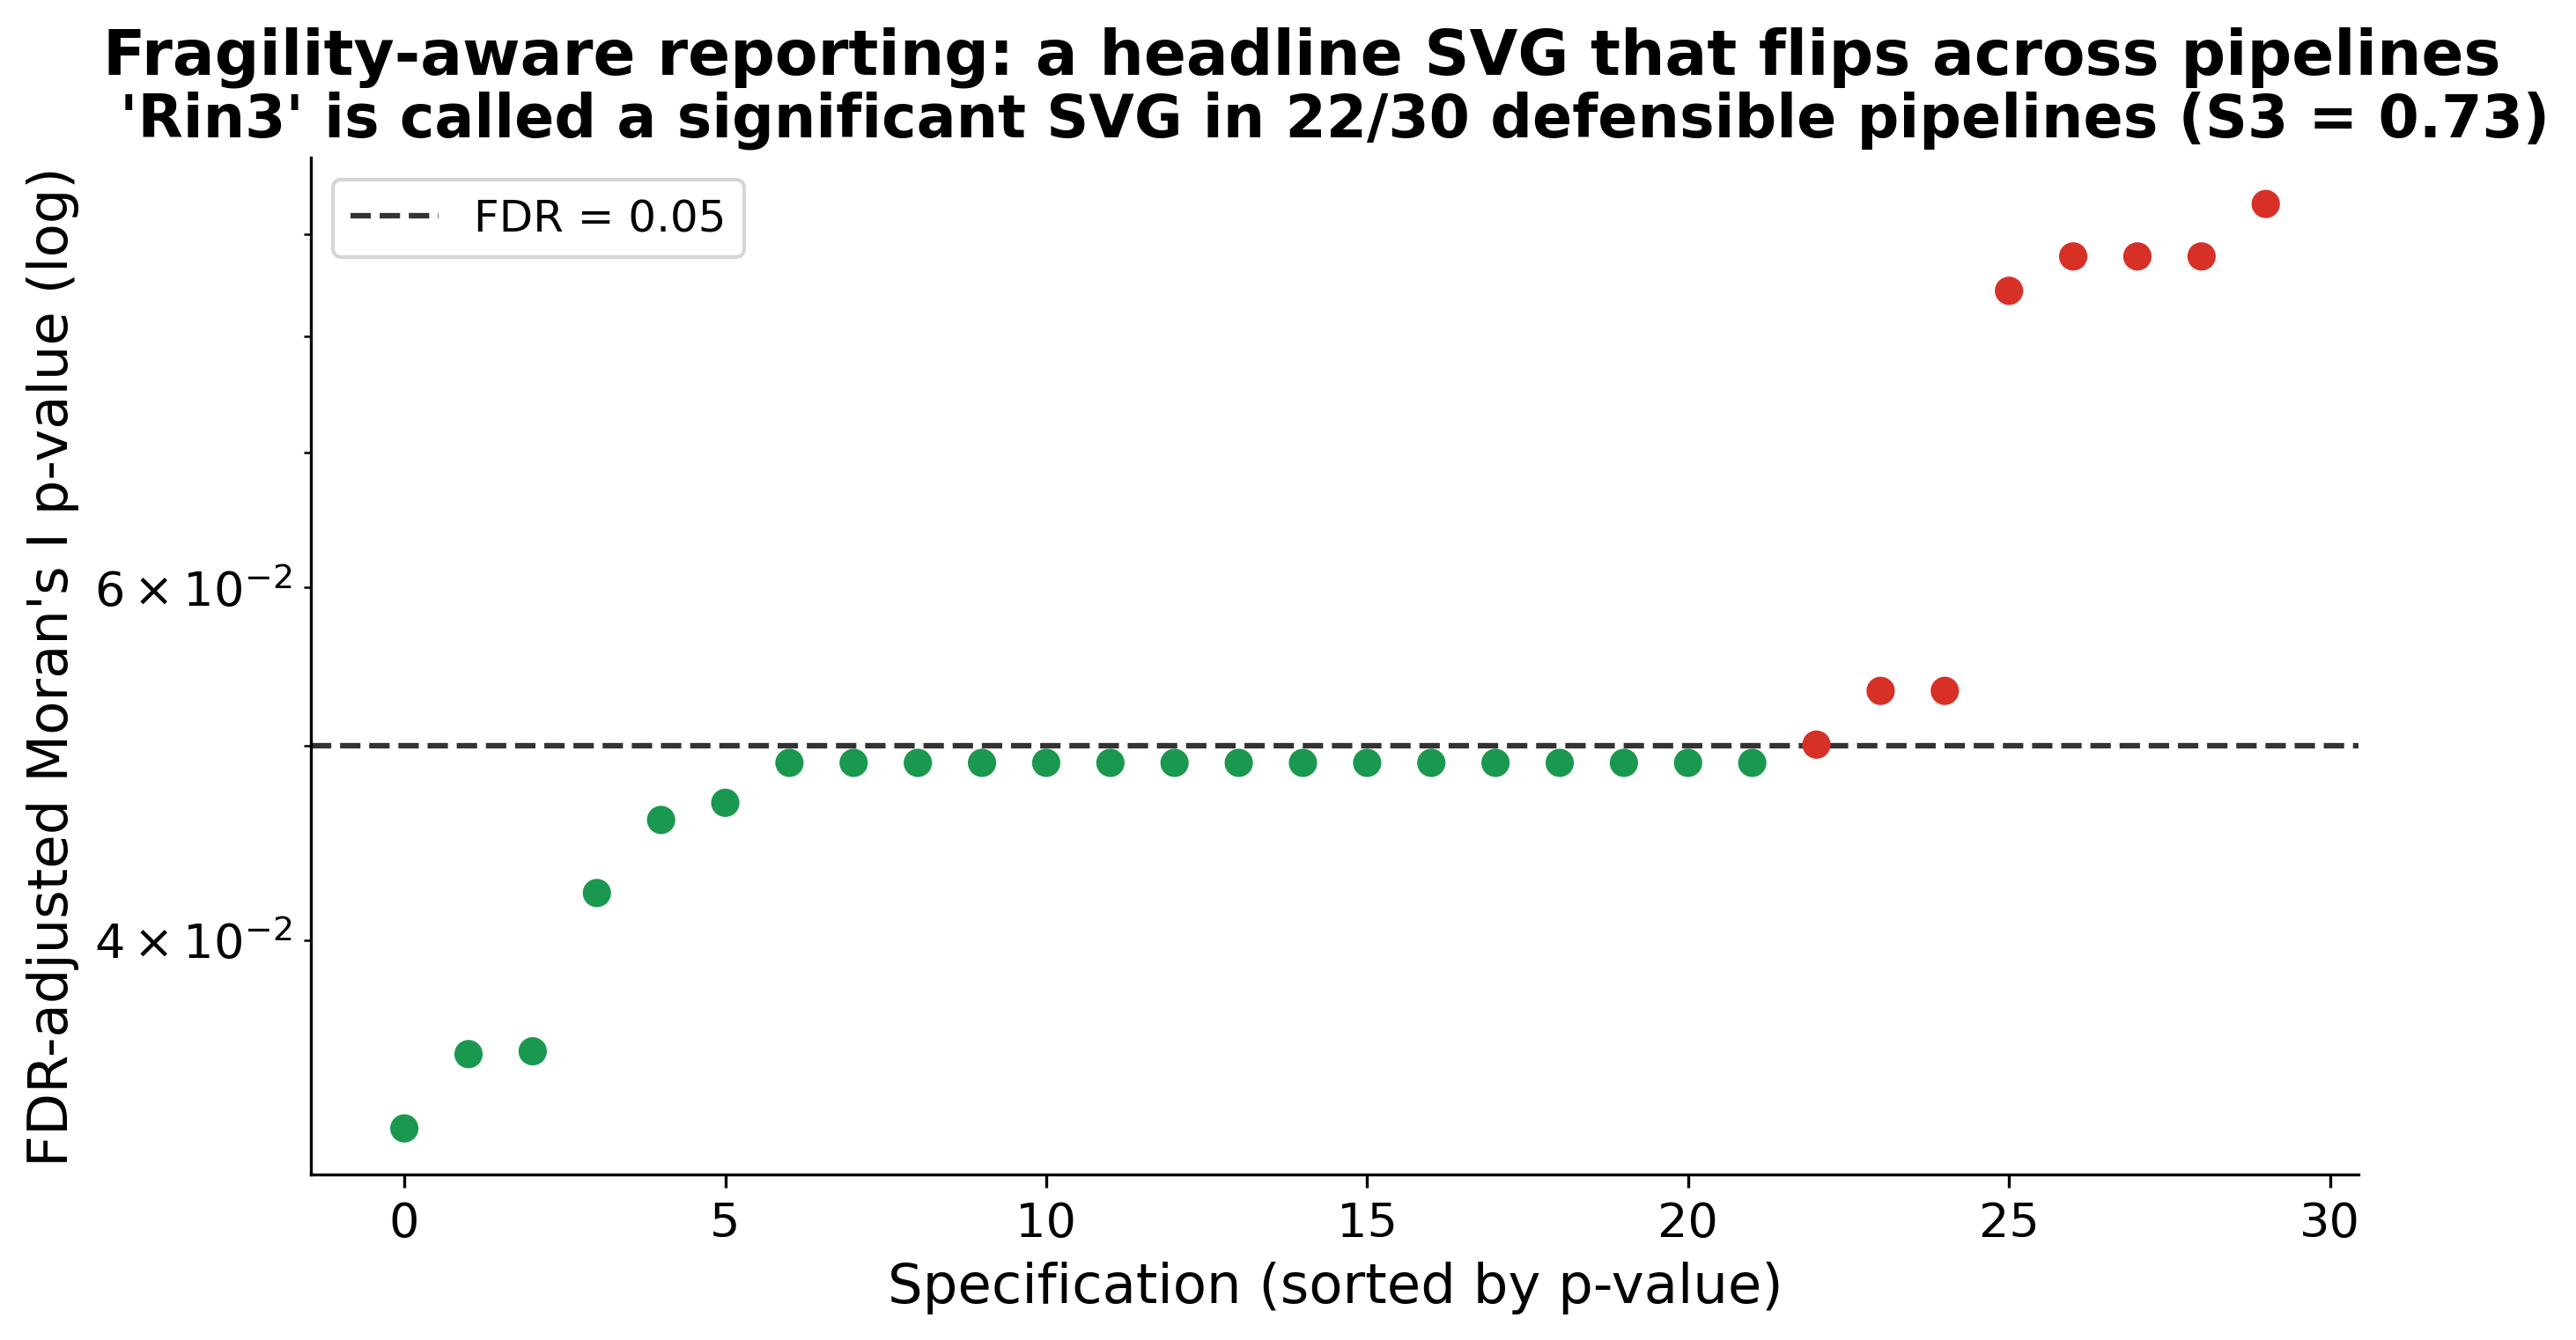 Fragility-aware reporting: a headline SVG that flips across pipelines
'Rin3' is called a significant SVG in 22/30 defensible pipelines (S3 = 0.73)
FDR-adjusted Moran's I p-value (log)
FDR = 0.05
6 × 10⁻²
4 × 10⁻²
0 5 10 15 20 25 30
Specification (sorted by p-value)